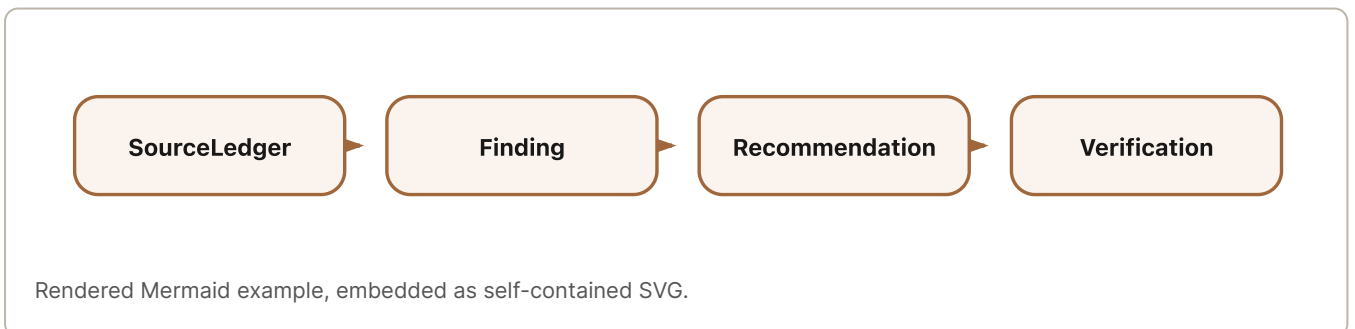 SourceLedger
Finding
Recommendation
Verification
Rendered Mermaid example, embedded as self-contained SVG.